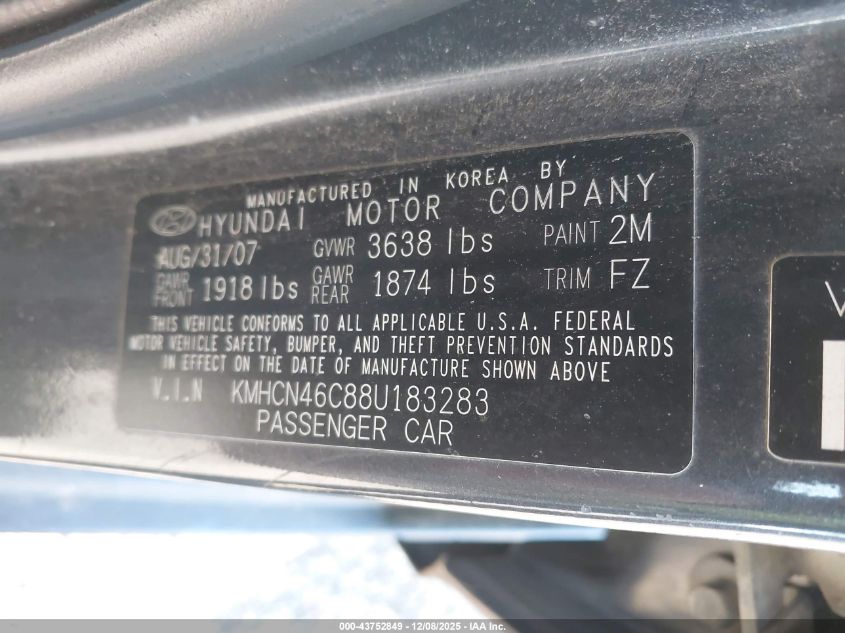 MANUFACTURED IN KOREA BY
HYUNDAI MOTOR COMPANY
AUG/31/07 GVWR 3638 lbs PAINT 2M
GAWR FRONT 1918 lbs GAWR REAR 1874 lbs TRIM FZ
THIS VEHICLE CONFORMS TO ALL APPLICABLE U.S.A. FEDERAL
MOTOR VEHICLE SAFETY, BUMPER, AND THEFT PREVENTION STANDARDS
IN EFFECT ON THE DATE OF MANUFACTURE SHOWN ABOVE
V.I.N KMHCN46C88U183283
PASSENGER CAR
V
000-43752849 - 12/08/2025 - IAA Inc.